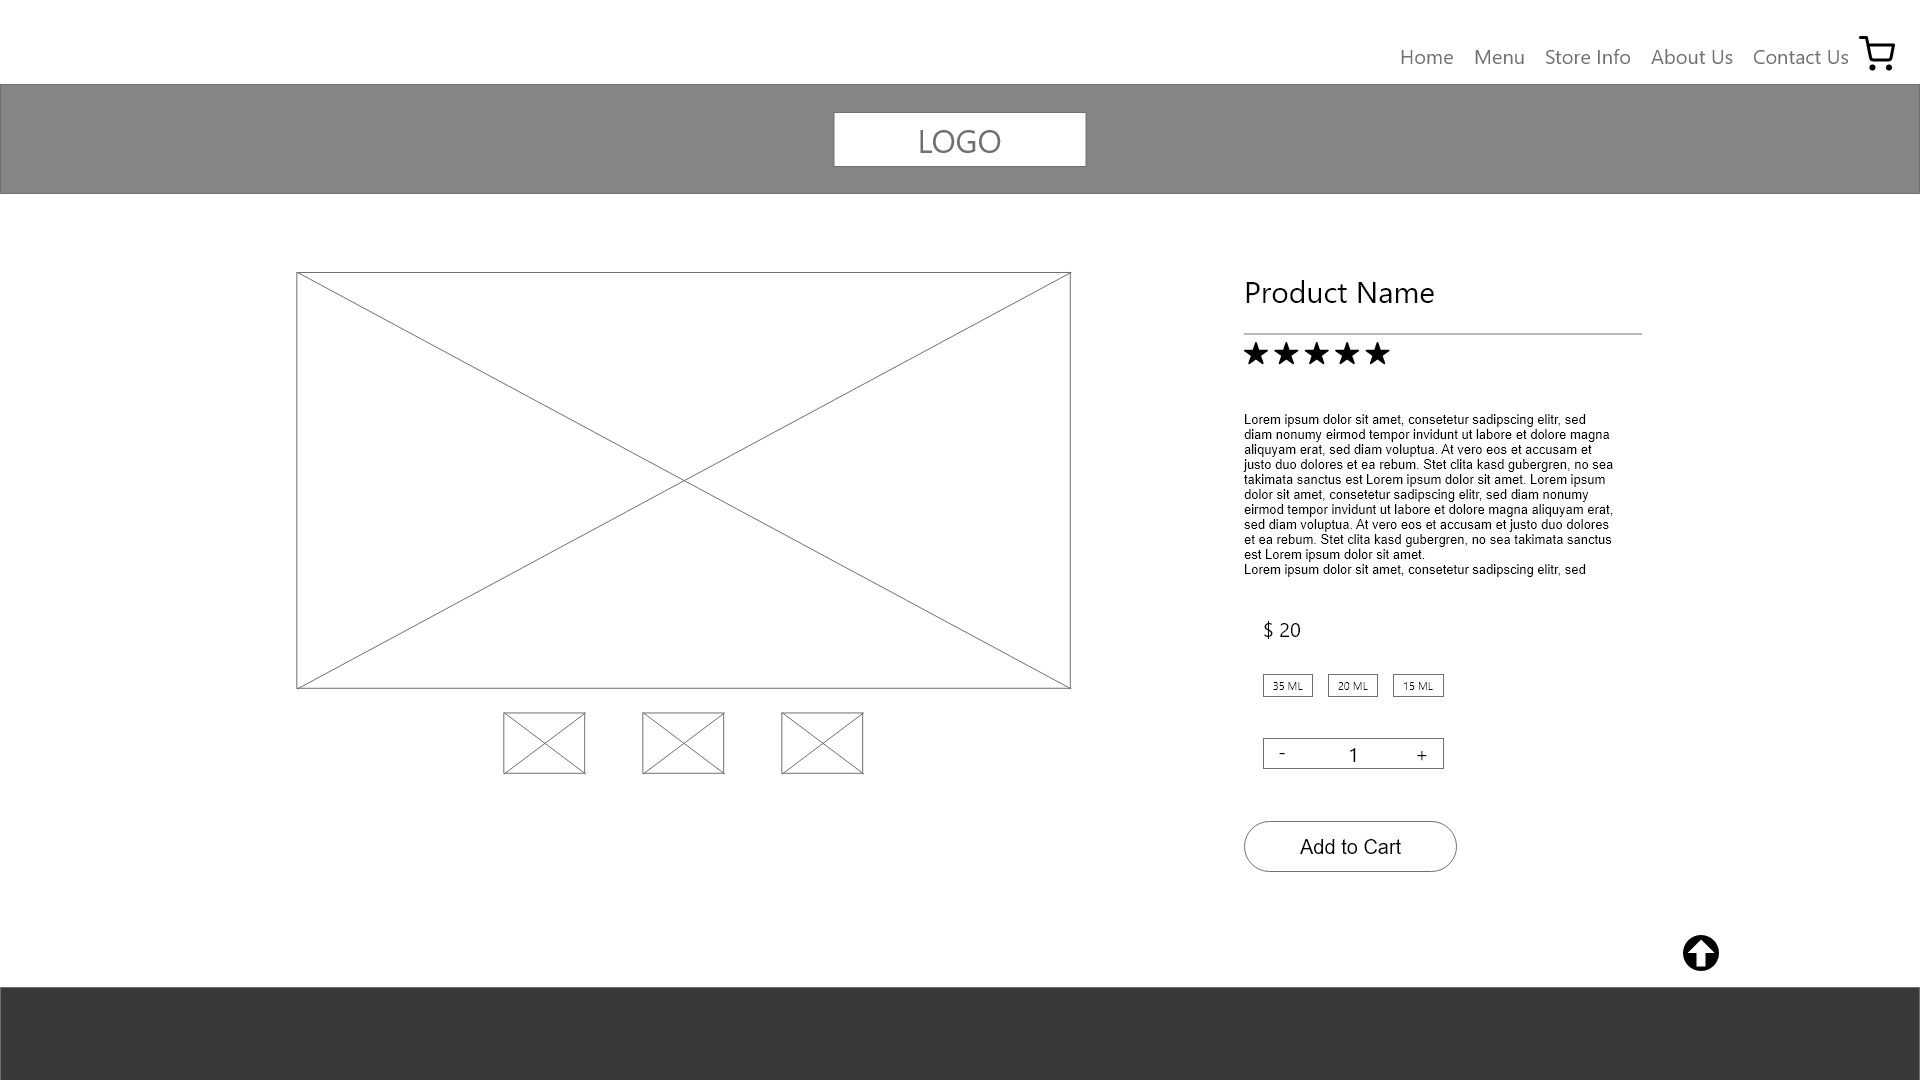 Home Menu Store Info About Us Contact Us
LOGO
Product Name
Lorem ipsum dolor sit amet, consetetur sadipscing elitr, sed
diam nonumy eirmod tempor invidunt ut labore et dolore magna
aliquyam erat, sed diam voluptua. At vero eos et accusam et
justo duo dolores et ea rebum. Stet clita kasd gubergren, no sea
takimata sanctus est Lorem ipsum dolor sit amet. Lorem ipsum
dolor sit amet, consetetur sadipscing elitr, sed diam nonumy
eirmod tempor invidunt ut labore et dolore magna aliquyam erat,
sed diam voluptua. At vero eos et accusam et justo duo dolores
et ea rebum. Stet clita kasd gubergren, no sea takimata sanctus
est Lorem ipsum dolor sit amet.
Lorem ipsum dolor sit amet, consetetur sadipscing elitr, sed
$ 20
35 ML 20 ML 15 ML
- 1 +
Add to Cart